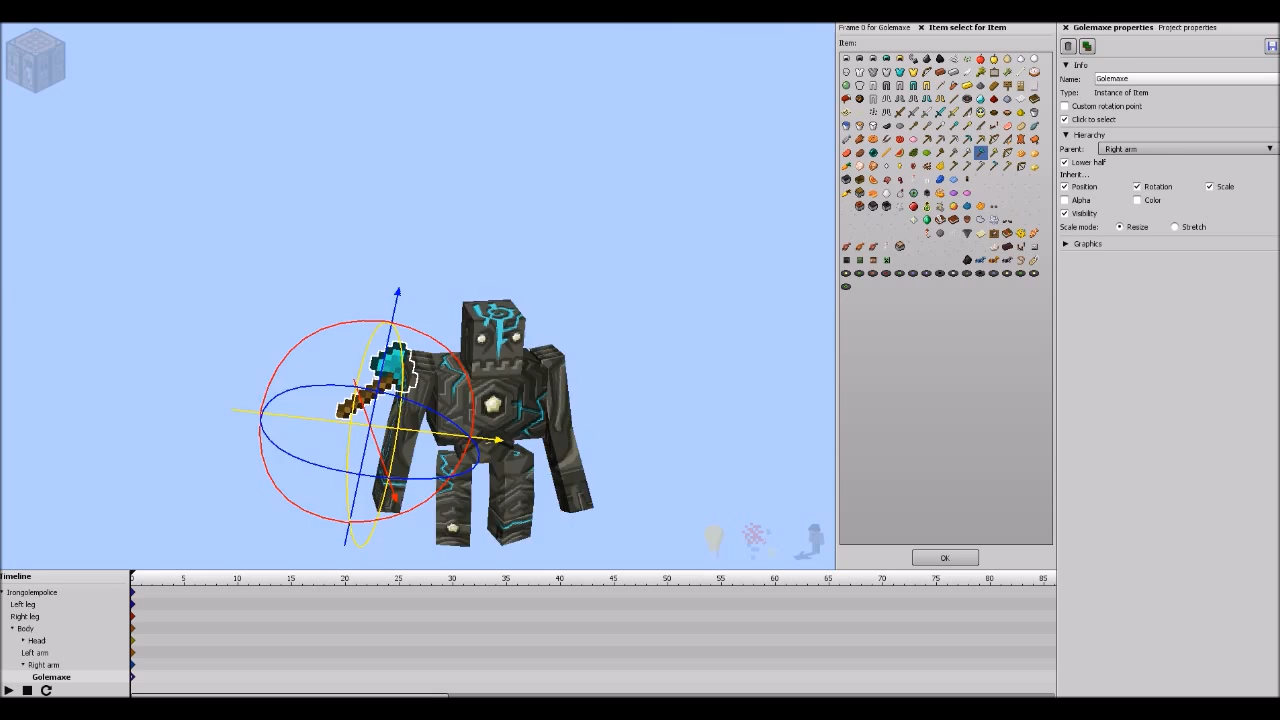 Frame 0 for Golemaxe ✕ Item select for Item
Item:
OK
✕ Golemaxe properties Project properties
Info
Name: Golemaxe
Type: Instance of Item
Custom rotation point
Click to select
Hierarchy
Parent: Right arm
Lower half
Inherit...
Position Rotation Scale
Alpha Color
Visibility
Scale mode: Resize Stretch
Graphics
Timeline
0 5 10 15 20 25 30 35 40 45 50 55 60 65 70 75 80 85
Irongolempolice
Left leg
Right leg
Body
Head
Left arm
Right arm
Golemaxe